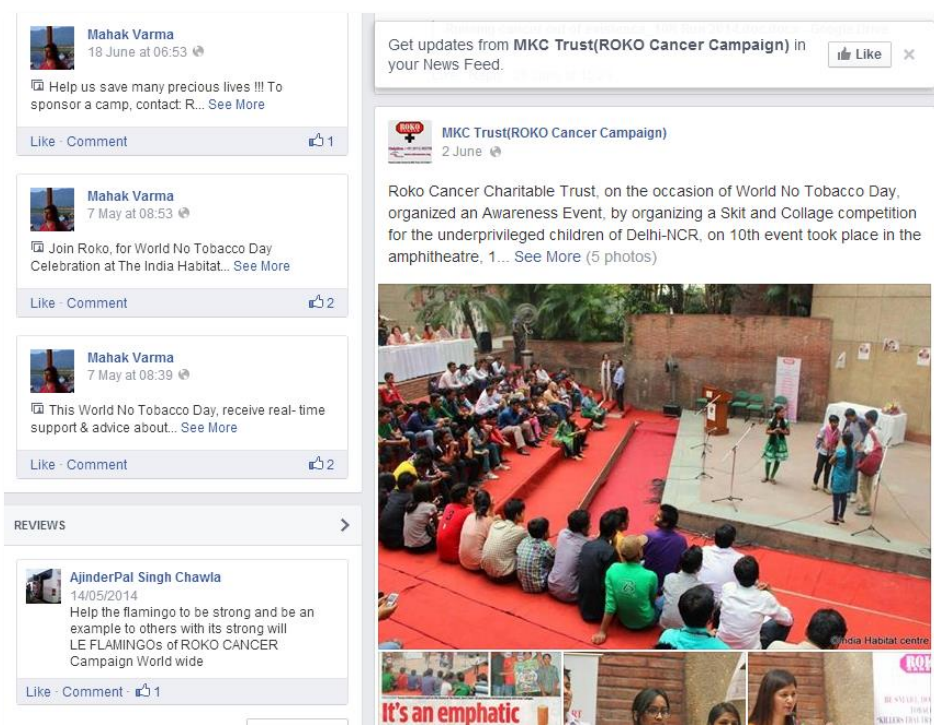 Mahak Varma
18 June at 06:53
Help us save many precious lives !!! To
sponsor a camp, contact: R... See More
Like · Comment 1
Mahak Varma
7 May at 08:53
Join Roko, for World No Tobacco Day
Celebration at The India Habitat... See More
Like · Comment 2
Mahak Varma
7 May at 08:39
This World No Tobacco Day, receive real- time
support & advice about... See More
Like · Comment 2
REVIEWS
AjinderPal Singh Chawla
14/05/2014
Help the flamingo to be strong and be an
example to others with its strong will
LE FLAMINGOs of ROKO CANCER
Campaign World wide
Like · Comment · 1
Get updates from MKC Trust(ROKO Cancer Campaign) in
your News Feed.
Like
ROKO
MKC Trust(ROKO Cancer Campaign)
2 June
Roko Cancer Charitable Trust, on the occasion of World No Tobacco Day,
organized an Awareness Event, by organizing a Skit and Collage competition
for the underprivileged children of Delhi-NCR, on 10th event took place in the
amphitheatre, 1... See More (5 photos)
©India Habitat centre
It's an emphatic